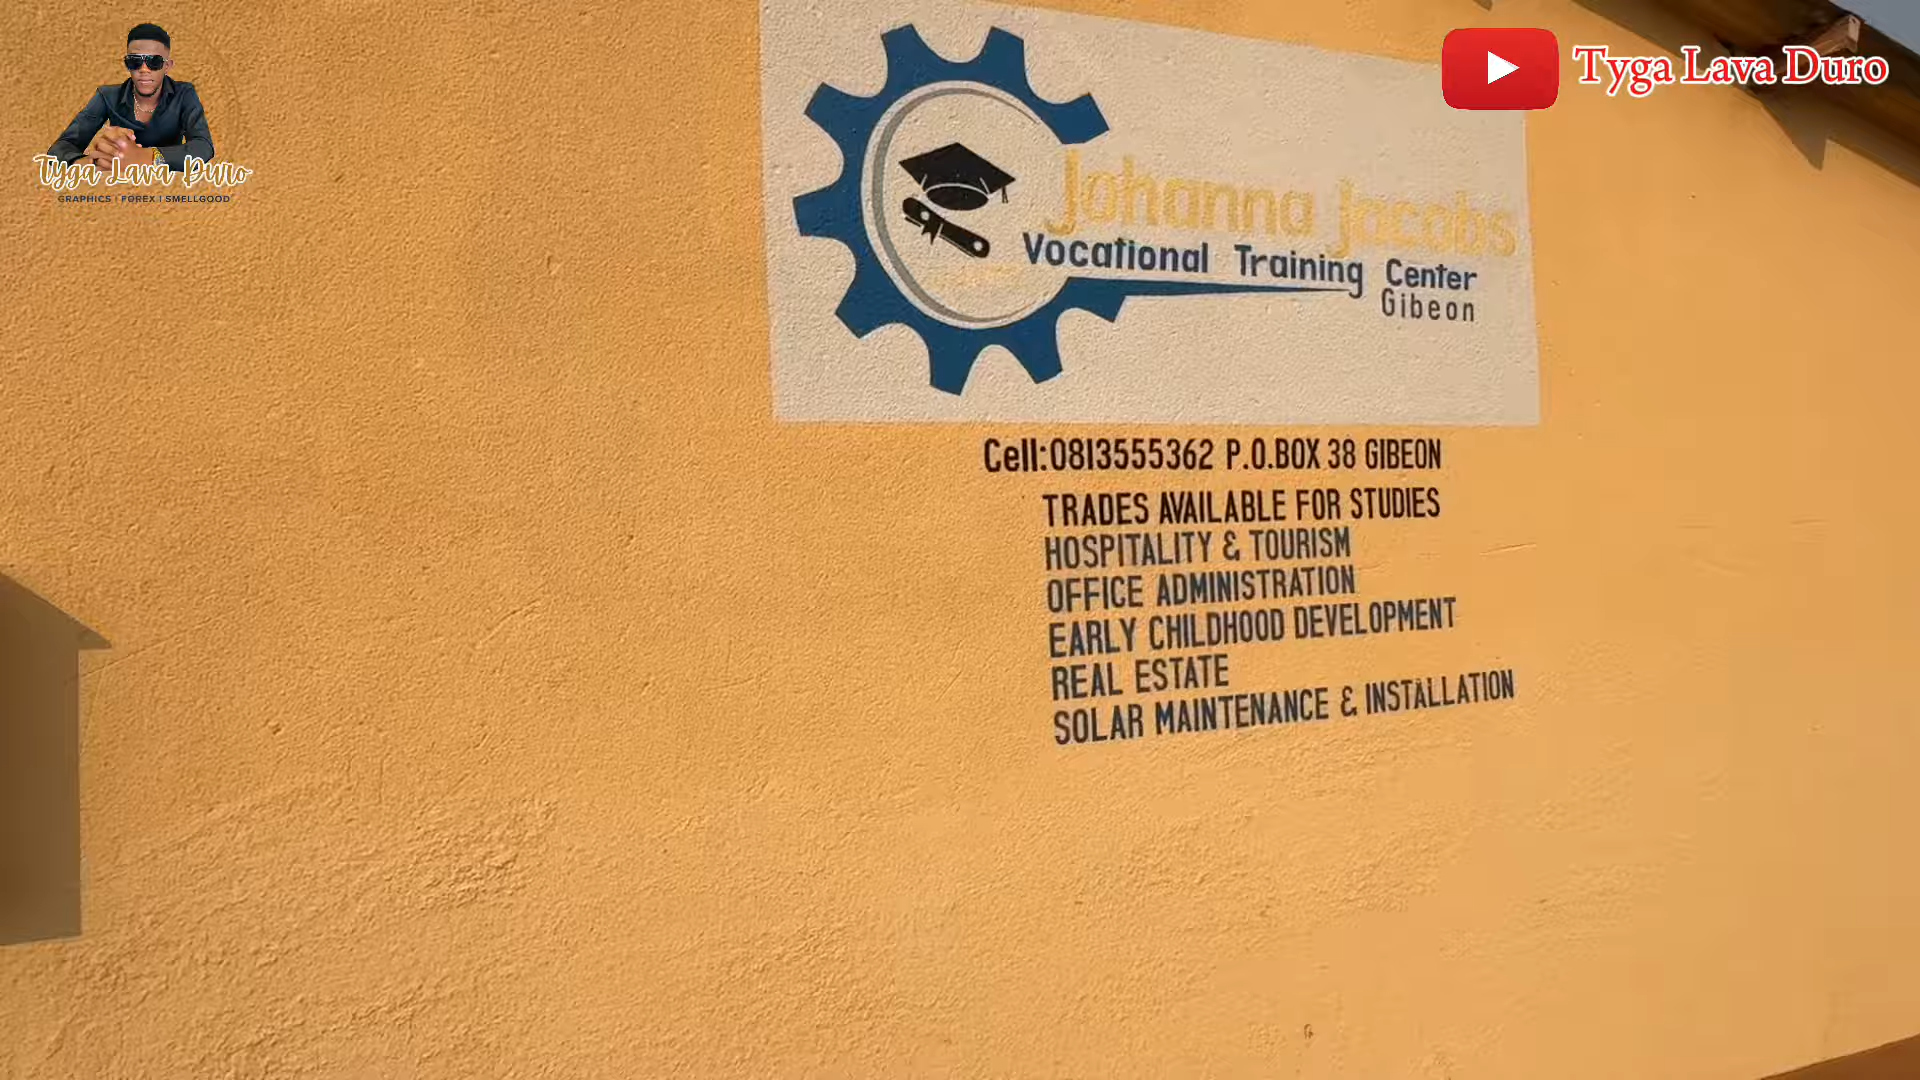 Tyga Lava Duro
GRAPHICS | FOREX | SMELLGOOD
Tyga Lava Duro
Johanna Jacobs
Vocational Training Center
Gibeon
Cell:0813555362 P.O.BOX 38 GIBEON
TRADES AVAILABLE FOR STUDIES
HOSPITALITY & TOURISM
OFFICE ADMINISTRATION
EARLY CHILDHOOD DEVELOPMENT
REAL ESTATE
SOLAR MAINTENANCE & INSTALLATION